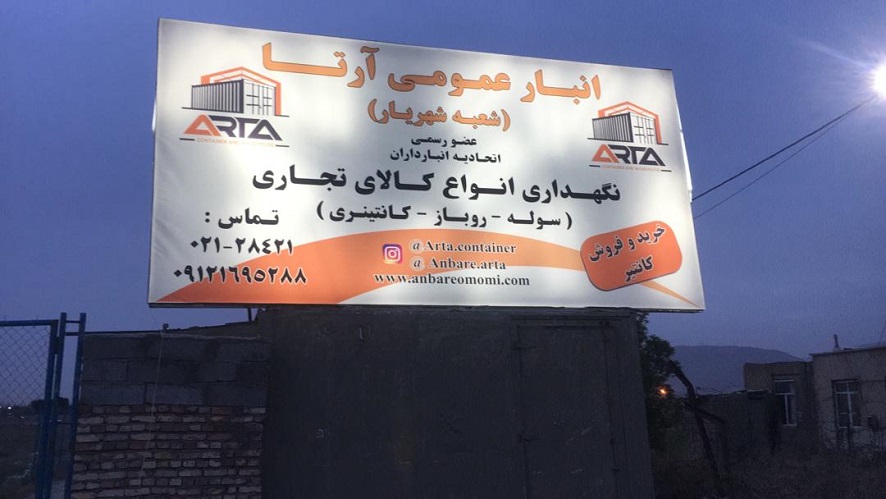 انبار عمومی آرتا
(شعبه شهریار)
عضو رسمی
اتحادیه انبارداران
نگهداری انواع کالای تجاری
(سوله - روباز - کانتینری)
تماس :
۰۲۱-۲۸۴۲۱
۰۹۱۲۱۶۹۵۲۸۸
@Arta.container
@ Anbare.arta
www.anbareomomi.com
خرید و فروش
کانتیر
ARTA
ARTA